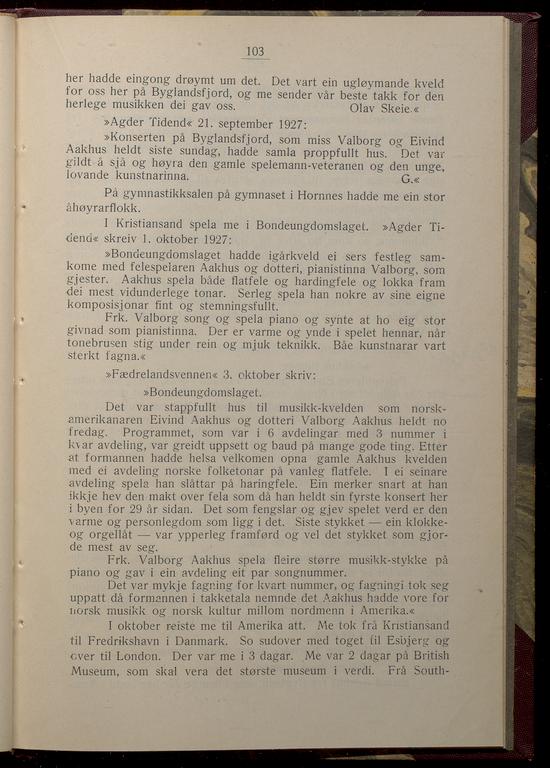 103
her hadde eingong drøymt um det. Det vart ein ugløymande kveld
for oss her på Byglandsfjord, og me sender vår beste takk for den
herlege musikken dei gav oss. Olav Skeie.«
»Agder Tidend« 21. september 1927:
»Konserten på Byglandsfjord, som miss Valborg og Eivind
Aakhus heldt siste sundag, hadde samla proppfullt hus. Det var
gildt å sjå og høyra den gamle spelemann-veteranen og den unge,
lovande kunstnarinna. G.«
På gymnastikksalen på gymnaset i Hornnes hadde me ein stor
åhøyrarflokk.
I Kristiansand spela me i Bondeungdomslaget. »Agder Ti-
dend« skreiv 1. oktober 1927:
»Bondeungdomslaget hadde igårkveld ei sers festleg sam-
kome med felespelaren Aakhus og dotteri, pianistinna Valborg, som
gjester. Aakhus spela både flatfele og hardingfele og lokka fram
dei mest vidunderlege tonar. Serleg spela han nokre av sine eigne
komposisjonar fint og stemningsfullt.
Frk. Valborg song og spela piano og synte at ho eig stor
givnad som pianistinna. Der er varme og ynde i spelet hennar, når
tonebrusen stig under rein og mjuk teknikk. Båe kunstnarar vart
sterkt fagna.«
»Fædrelandsvennen« 3. oktober skriv:
»Bondeungdomslaget.
Det var stappfullt hus til musikk-kvelden som norsk-
amerikanaren Eivind Aakhus og dotteri Valborg Aakhus heldt no
fredag. Programmet, som var i 6 avdelingar med 3 nummer i
kvar avdeling, var greidt uppsett og baud på mange gode ting. Etter
at formannen hadde helsa velkomen opna gamle Aakhus kvelden
med ei avdeling norske folketonar på vanleg flatfele. I ei seinare
avdeling spela han slåttar på haringfele. Ein merker snart at han
ikkje hev den makt over fela som då han heldt sin fyrste konsert her
i byen for 29 år sidan. Det som fengslar og gjev spelet verd er den
varme og personlegdom som ligg i det. Siste stykket — ein klokke-
og orgellåt — var ypperleg framførd og vel det stykket som gjor-
de mest av seg.
Frk. Valborg Aakhus spela fleire større musikk-stykke på
piano og gav i ein avdeling eit par songnummer.
Det var mykje fagning for kvart nummer, og fagningi tok seg
uppatt då formannen i takketala nemnde det Aakhus hadde vore for
norsk musikk og norsk kultur millom nordmenn i Amerika.«
I oktober reiste me til Amerika att. Me tok frå Kristiansand
til Fredrikshavn i Danmark. So sudover med toget til Esbjerg og
over til London. Der var me i 3 dagar. Me var 2 dagar på British
Museum, som skal vera det største museum i verdi. Frå South-